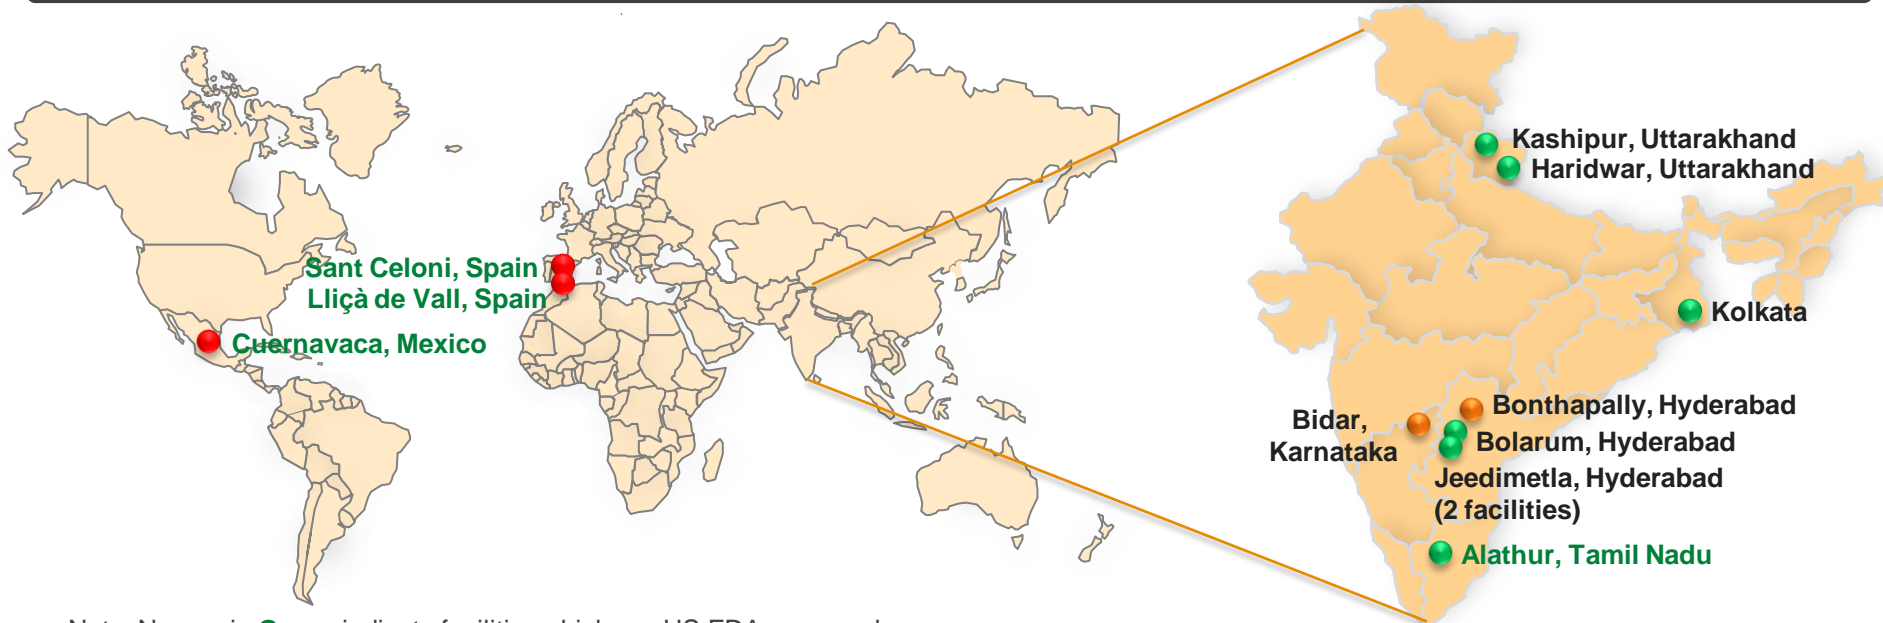 Sant Celoni, Spain
Lliçà de Vall, Spain
Cuernavaca, Mexico
Kashipur, Uttarakhand
Haridwar, Uttarakhand
Kolkata
Bonthapally, Hyderabad
Bidar,
Karnataka
Bolarum, Hyderabad
Jeedimetla, Hyderabad
(2 facilities)
Alathur, Tamil Nadu